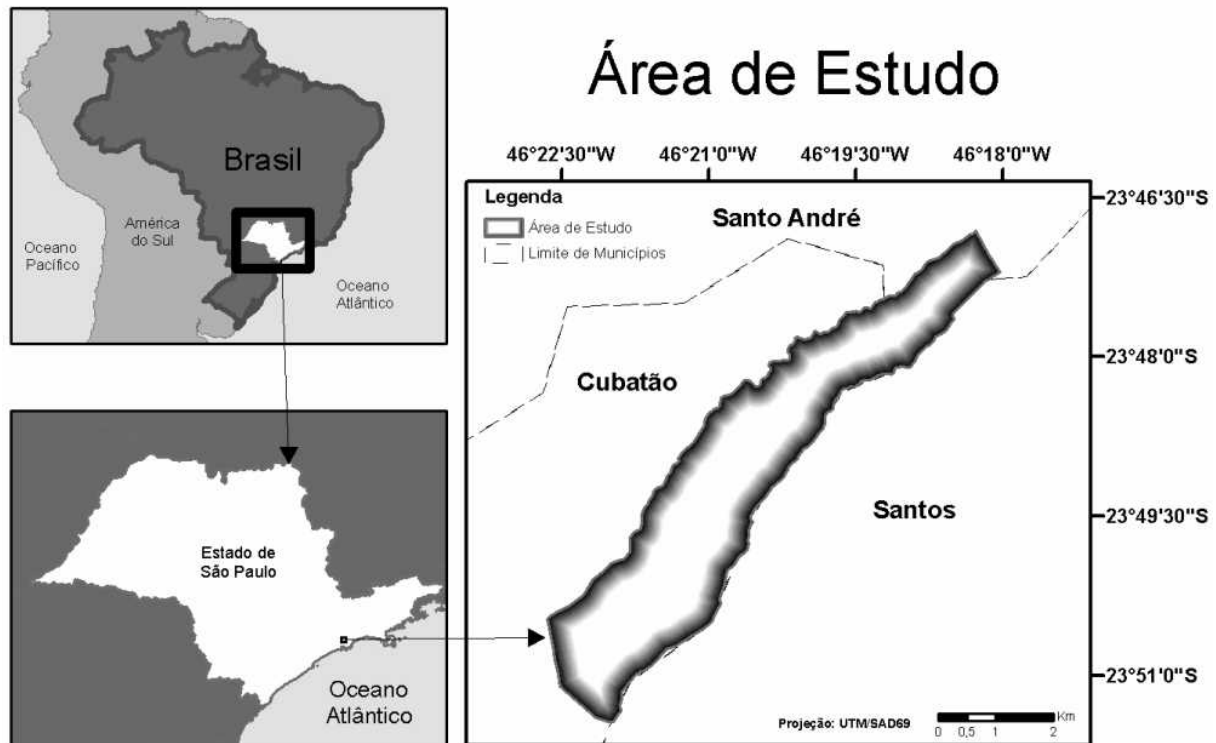 Brasil
América
do Sul
Oceano
Pacífico
Oceano
Atlântico
Estado de
São Paulo
Oceano
Atlântico
Área de Estudo
46°22'30"W 46°21'0"W 46°19'30"W 46°18'0"W
Legenda
Área de Estudo
Limite de Municípios
Santo André
Cubatão
Santos
23°46'30"S
23°48'0"S
23°49'30"S
23°51'0"S
Projeção: UTM/SAD69
Km
0 0,5 1 2